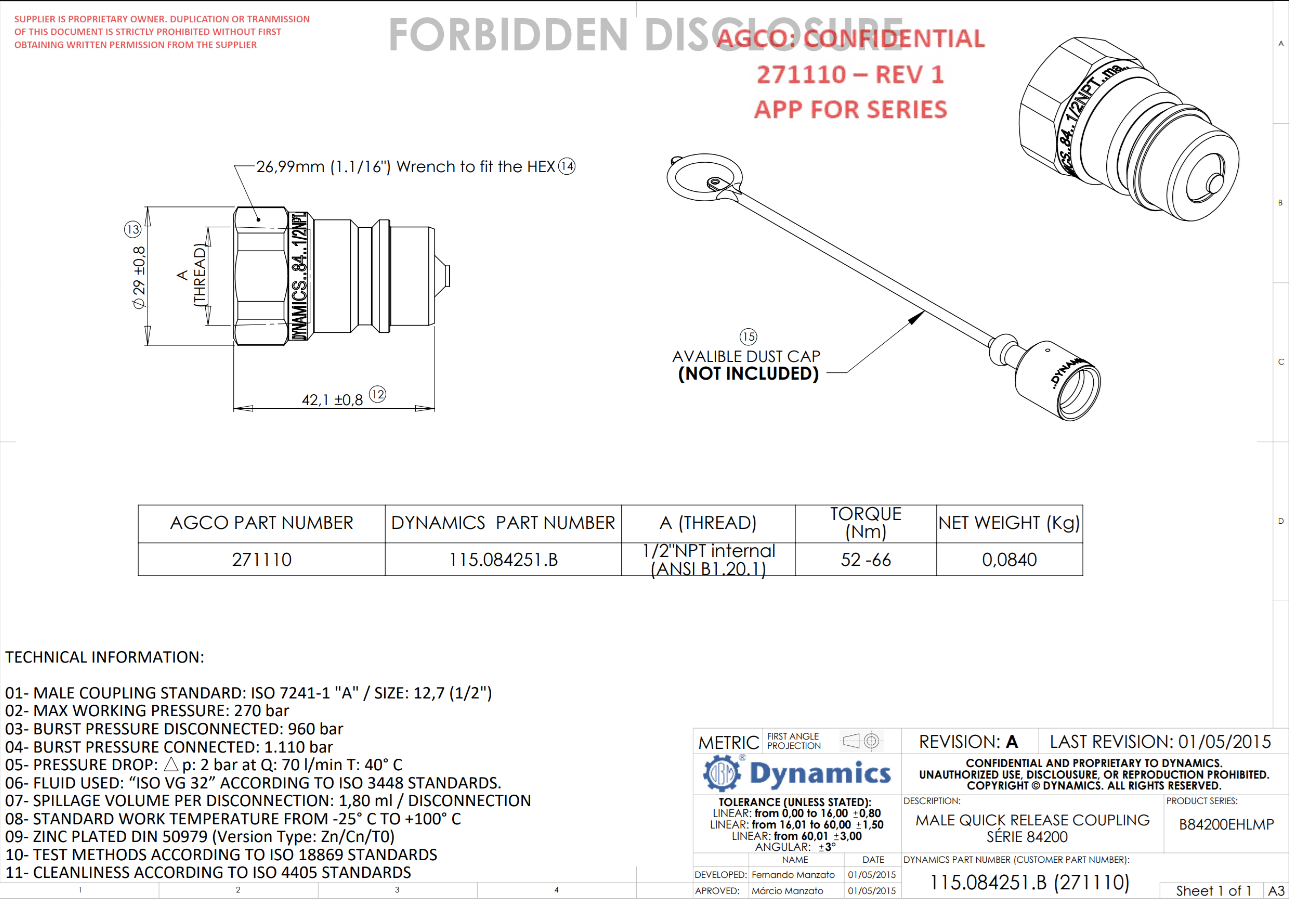 SUPPLIER IS PROPRIETARY OWNER. DUPLICATION OR TRANMISSION
OF THIS DOCUMENT IS STRICTLY PROHIBITED WITHOUT FIRST
OBTAINING WRITTEN PERMISSION FROM THE SUPPLIER
FORBIDDEN DISCLOSURE
AGCO: CONFIDENTIAL
271110 – REV 1
APP FOR SERIES
A
B
C
D
..84..1/2NPT..ma..
26,99mm (1.1/16") Wrench to fit the HEX 14
13
⌀ 29 ±0,8
A
(THREAD)
DYNAMICS..84..1/2NPT
42,1 ±0,8 12
15
AVALIBLE DUST CAP
(NOT INCLUDED)
AGCO PART NUMBER DYNAMICS PART NUMBER A (THREAD) TORQUE (Nm) NET WEIGHT (Kg)
271110 115.084251.B 1/2"NPT internal (ANSI B1.20.1) 52 -66 0,0840
TECHNICAL INFORMATION:
01- MALE COUPLING STANDARD: ISO 7241-1 "A" / SIZE: 12,7 (1/2")
02- MAX WORKING PRESSURE: 270 bar
03- BURST PRESSURE DISCONNECTED: 960 bar
04- BURST PRESSURE CONNECTED: 1.110 bar
05- PRESSURE DROP: △ p: 2 bar at Q: 70 l/min T: 40° C
06- FLUID USED: “ISO VG 32” ACCORDING TO ISO 3448 STANDARDS.
07- SPILLAGE VOLUME PER DISCONNECTION: 1,80 ml / DISCONNECTION
08- STANDARD WORK TEMPERATURE FROM -25° C TO +100° C
09- ZINC PLATED DIN 50979 (Version Type: Zn/Cn/T0)
10- TEST METHODS ACCORDING TO ISO 18869 STANDARDS
11- CLEANLINESS ACCORDING TO ISO 4405 STANDARDS
1 2 3 4
METRIC FIRST ANGLE PROJECTION
REVISION: A LAST REVISION: 01/05/2015
Dynamics®
CONFIDENTIAL AND PROPRIETARY TO DYNAMICS.
UNAUTHORIZED USE, DISCLOUSURE, OR REPRODUCTION PROHIBITED.
COPYRIGHT © DYNAMICS. ALL RIGHTS RESERVED.
TOLERANCE (UNLESS STATED):
LINEAR: from 0,00 to 16,00 ±0,80
LINEAR: from 16,01 to 60,00 ±1,50
LINEAR: from 60,01 ±3,00
ANGULAR: ±3°
DESCRIPTION:
MALE QUICK RELEASE COUPLING
SÉRIE 84200
PRODUCT SERIES:
B84200EHLMP
NAME DATE
DEVELOPED: Fernando Manzato 01/05/2015
APROVED: Márcio Manzato 01/05/2015
DYNAMICS PART NUMBER (CUSTOMER PART NUMBER):
115.084251.B (271110)
Sheet 1 of 1 A3